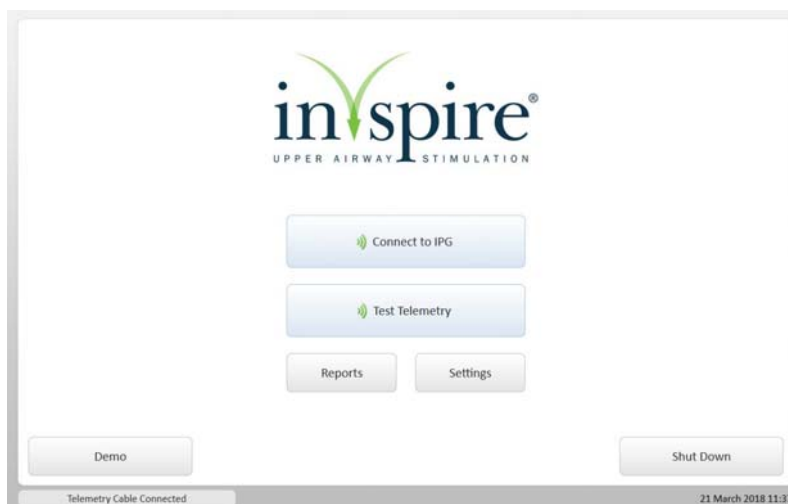 inspire®
UPPER AIRWAY STIMULATION
Connect to IPG
Test Telemetry
Reports Settings
Demo Shut Down
Telemetry Cable Connected 21 March 2018